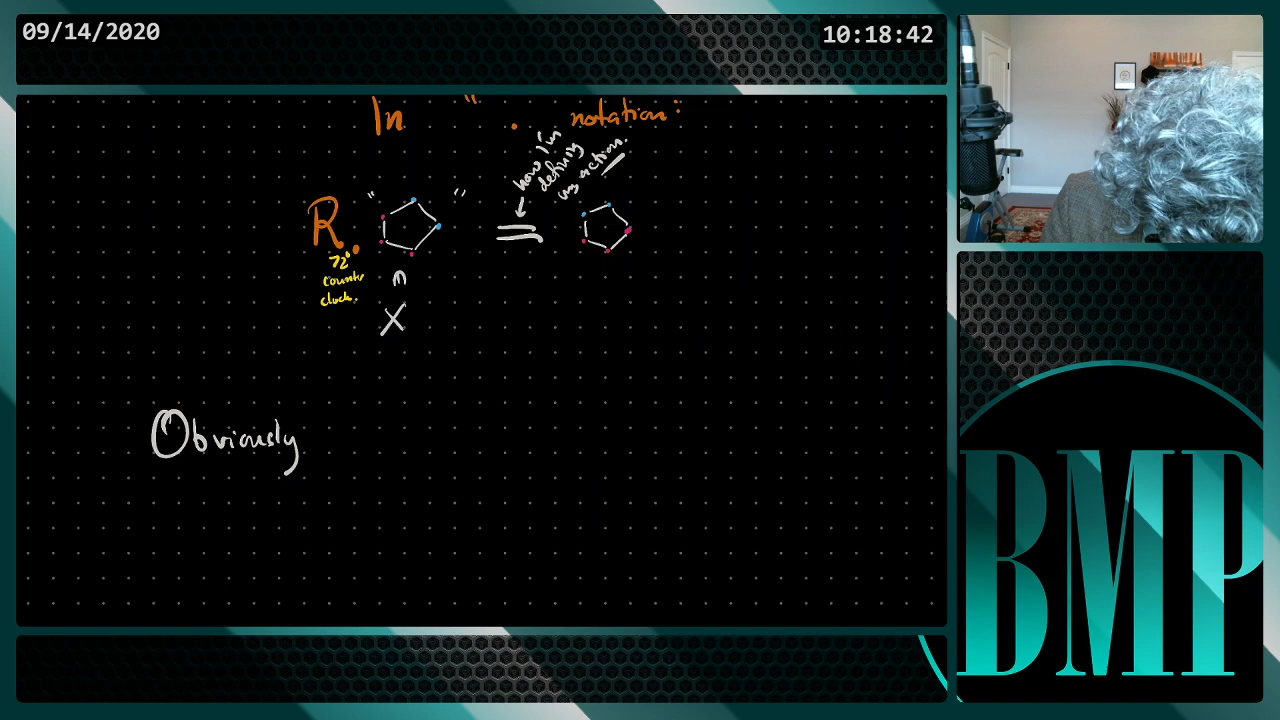 09/14/2020
10:18:42
In " . " notation:
how I'm
defining
my action.
R . " " =
72°
counter
clock.
∩
X
Obviously
BMP